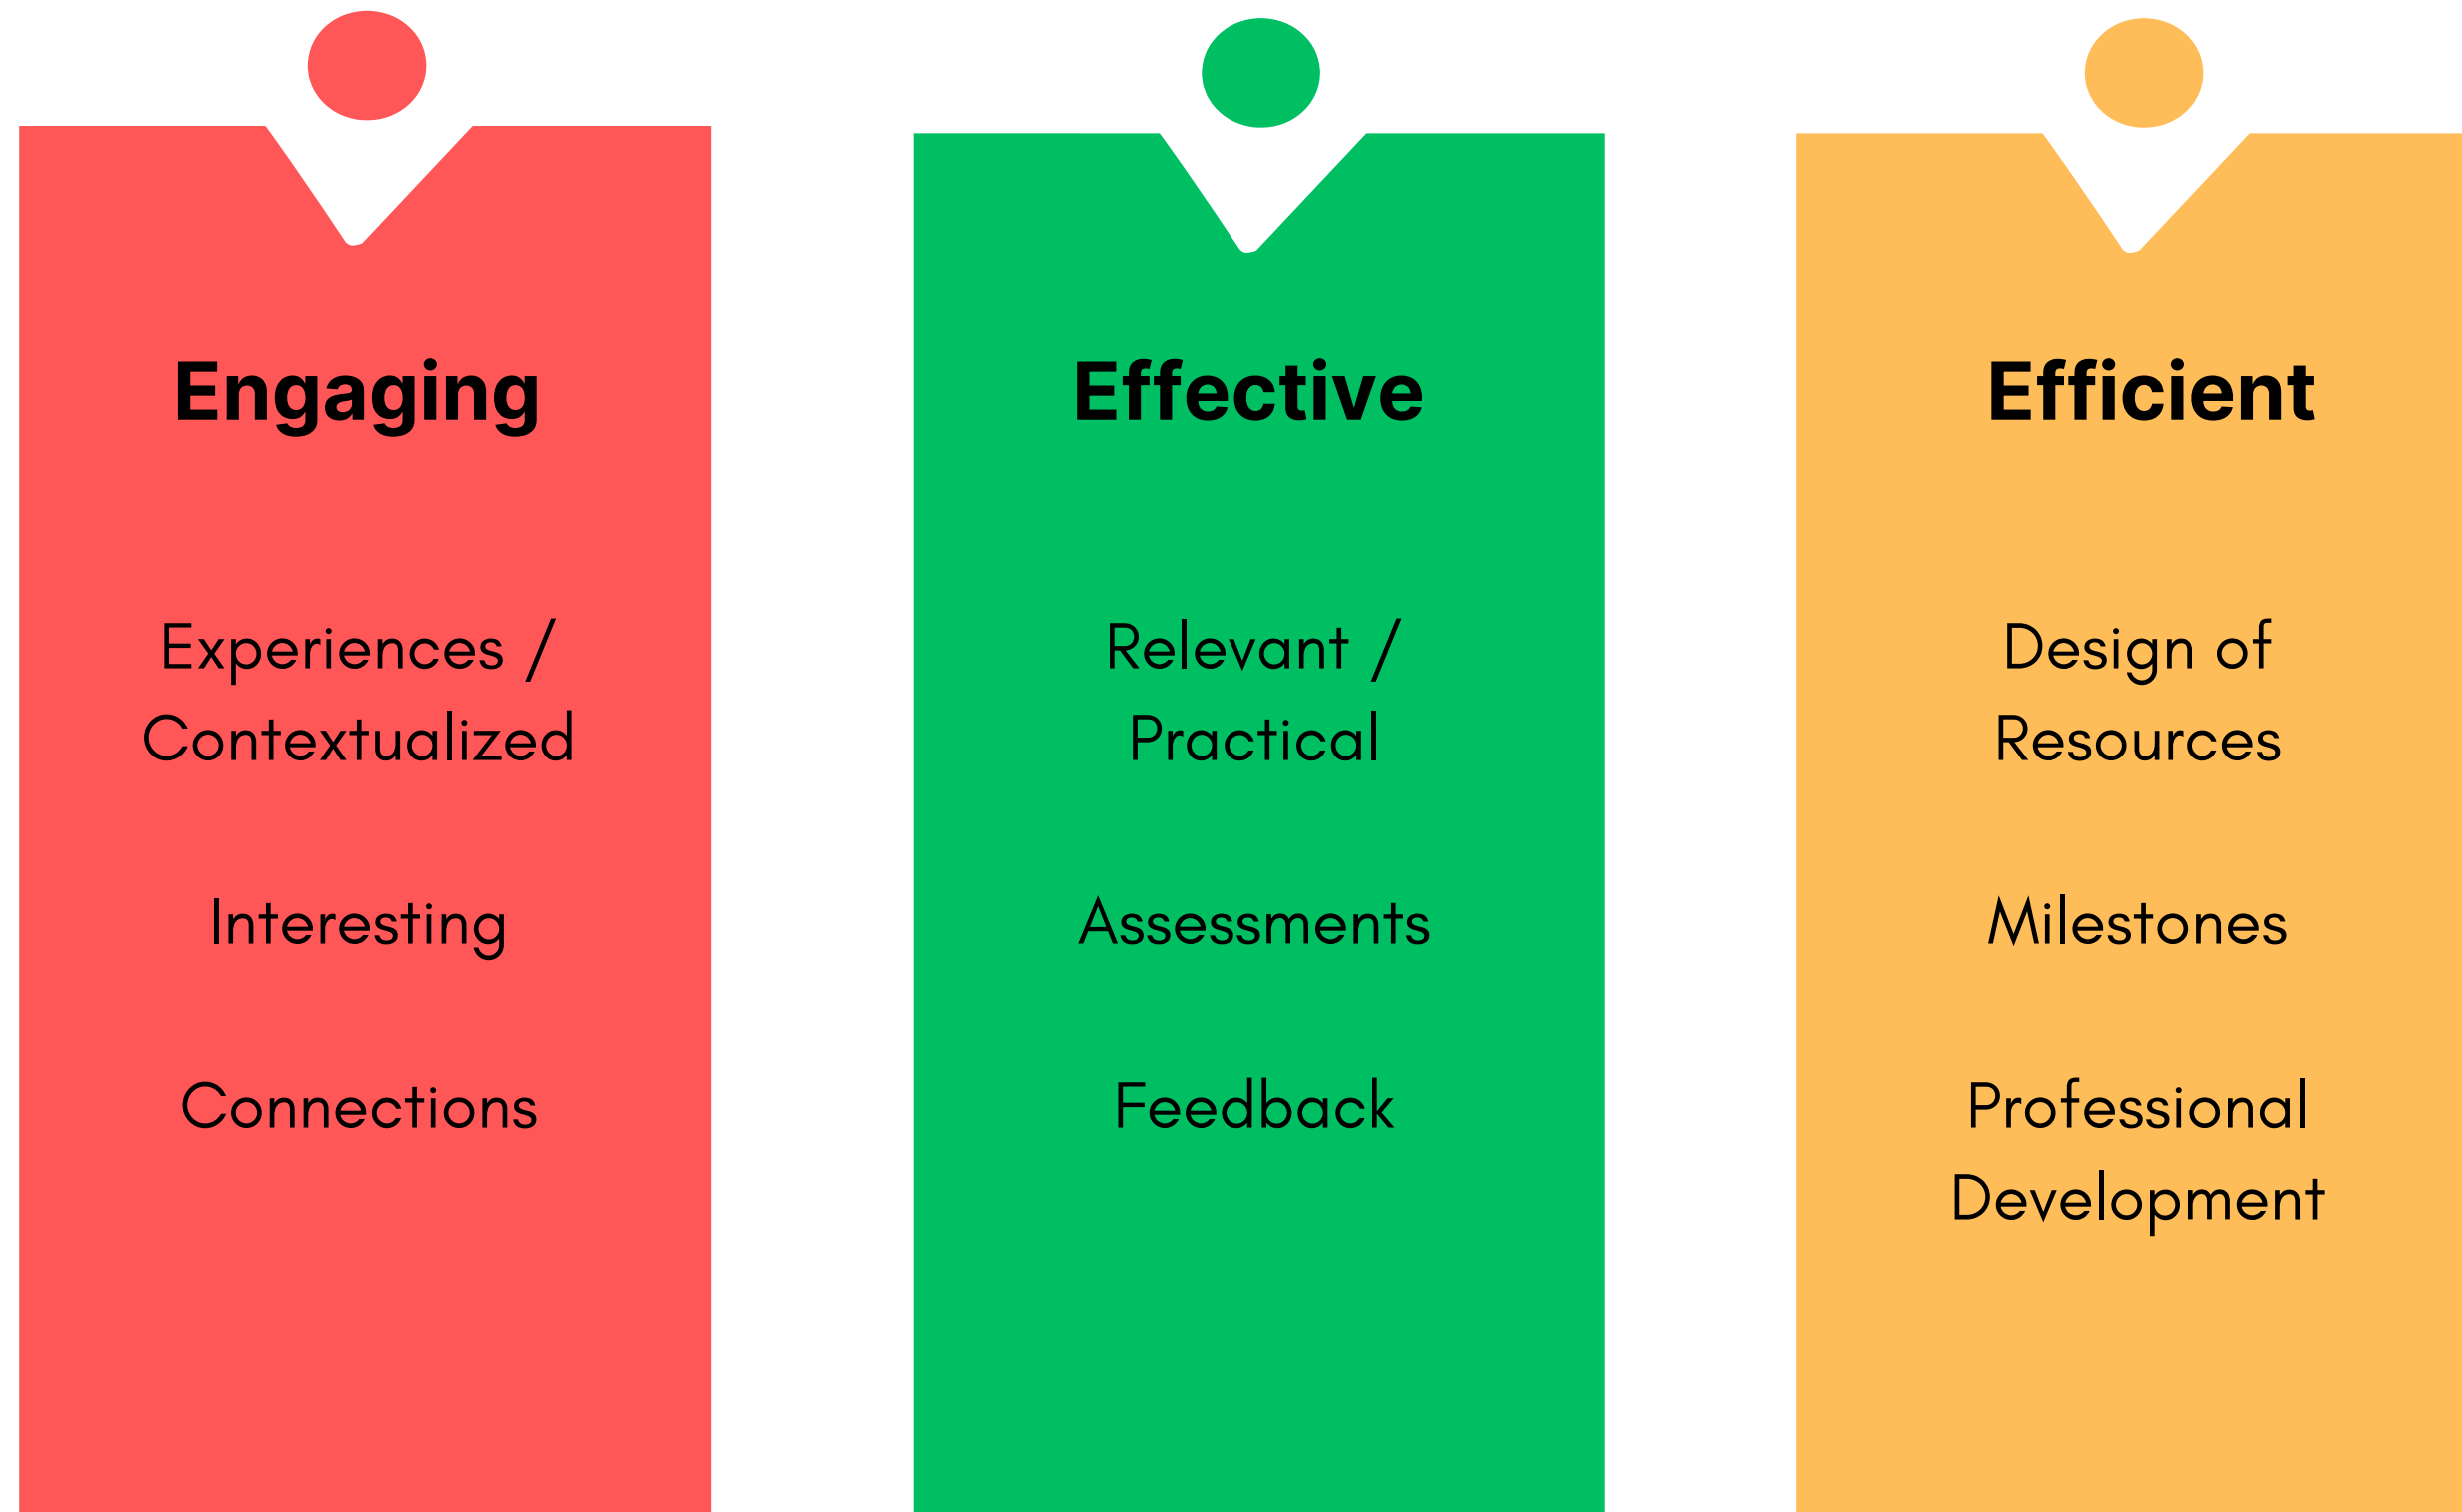 Engaging
Experiences /
Contextualized
Interesting
Connections
Effective
Relevant /
Practical
Assessments
Feedback
Efficient
Design of
Resources
Milestones
Professional
Development